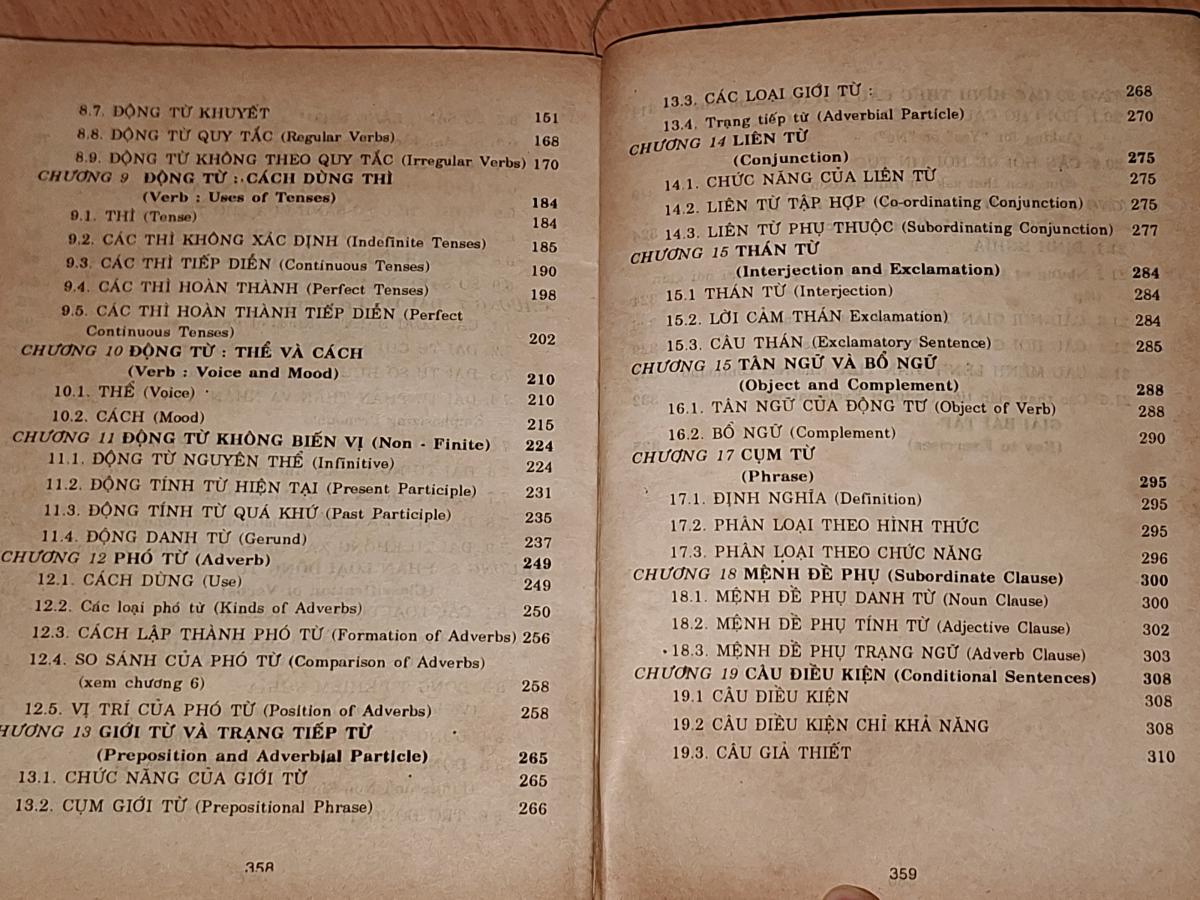 8.7. ĐỘNG TỪ KHUYẾT 151
8.8. ĐỘNG TỪ QUY TẮC (Regular Verbs) 168
8.9. ĐỘNG TỪ KHÔNG THEO QUY TẮC (Irregular Verbs) 170
CHƯƠNG 9 ĐỘNG TỪ : CÁCH DÙNG THÌ
(Verb : Uses of Tenses) 184
9.1. THÌ (Tense) 184
9.2. CÁC THÌ KHÔNG XÁC DỊNH (Indefinite Tenses) 185
9.3. CÁC THÌ TIẾP DIỄN (Continuous Tenses) 190
9.4. CÁC THÌ HOÀN THÀNH (Perfect Tenses) 198
9.5. CÁC THÌ HOÀN THÀNH TIẾP DIỄN (Perfect
Continuous Tenses) 202
CHƯƠNG 10 ĐỘNG TỪ : THỂ VÀ CÁCH
(Verb : Voice and Mood) 210
10.1. THỂ (Voice) 210
10.2. CÁCH (Mood) 215
CHƯƠNG 11 ĐỘNG TỪ KHÔNG BIẾN VỊ (Non - Finite) 224
11.1. ĐỘNG TỪ NGUYÊN THỂ (Infinitive) 224
11.2. ĐỘNG TÍNH TỪ HIỆN TẠI (Present Participle) 231
11.3. ĐỘNG TÍNH TỪ QUÁ KHỨ (Past Participle) 235
11.4. ĐỘNG DANH TỪ (Gerund) 237
CHƯƠNG 12 PHÓ TỪ (Adverb) 249
12.1. CÁCH DÙNG (Use) 249
12.2. Các loại phó từ (Kinds of Adverbs) 250
12.3. CÁCH LẬP THÀNH PHÓ TỪ (Formation of Adverbs) 256
12.4. SO SÁNH CỦA PHÓ TỪ (Comparison of Adverbs)
(xem chương 6) 258
12.5. VỊ TRÍ CỦA PHÓ TỪ (Position of Adverbs) 258
HƯƠNG 13 GIỚI TỪ VÀ TRẠNG TIẾP TỪ
(Preposition and Adverbial Particle) 265
13.1. CHỨC NĂNG CỦA GIỚI TỪ 265
13.2. CỤM GIỚI TỪ (Prepositional Phrase) 266
358
13.3. CÁC LOẠI GIỚI TỪ : 268
13.4. Trạng tiếp từ (Adverbial Particle) 270
CHƯƠNG 14 LIÊN TỪ
(Conjunction) 275
14.1. CHỨC NĂNG CỦA LIÊN TỪ 275
14.2. LIÊN TỪ TẬP HỢP (Co-ordinating Conjunction) 275
14.3. LIÊN TỪ PHỤ THUỘC (Subordinating Conjunction) 277
CHƯƠNG 15 THÁN TỪ
(Interjection and Exclamation) 284
15.1 THÁN TỪ (Interjection) 284
15.2. LỜI CẢM THÁN Exclamation) 284
15.3. CÂU THÁN (Exclamatory Sentence) 285
CHƯƠNG 15 TÂN NGỮ VÀ BỔ NGỮ
(Object and Complement) 288
16.1. TÂN NGỮ CỦA ĐỘNG TƯ (Object of Verb) 288
16.2. BỔ NGỮ (Complement) 290
CHƯƠNG 17 CỤM TỪ
(Phrase) 295
17.1. ĐỊNH NGHĨA (Definition) 295
17.2. PHÂN LOẠI THEO HÌNH THỨC 295
17.3. PHÂN LOẠI THEO CHỨC NĂNG 296
CHƯƠNG 18 MỆNH ĐỀ PHỤ (Subordinate Clause) 300
18.1. MỆNH ĐỀ PHỤ DANH TỪ (Noun Clause) 300
18.2. MỆNH ĐỀ PHỤ TÍNH TỪ (Adjective Clause) 302
18.3. MỆNH ĐỀ PHỤ TRẠNG NGỮ (Adverb Clause) 303
CHƯƠNG 19 CÂU ĐIỀU KIỆN (Conditional Sentences) 308
19.1 CÂU ĐIỀU KIỆN 308
19.2 CÂU ĐIỀU KIỆN CHỈ KHẢ NĂNG 308
19.3. CÂU GIẢ THIẾT 310
359